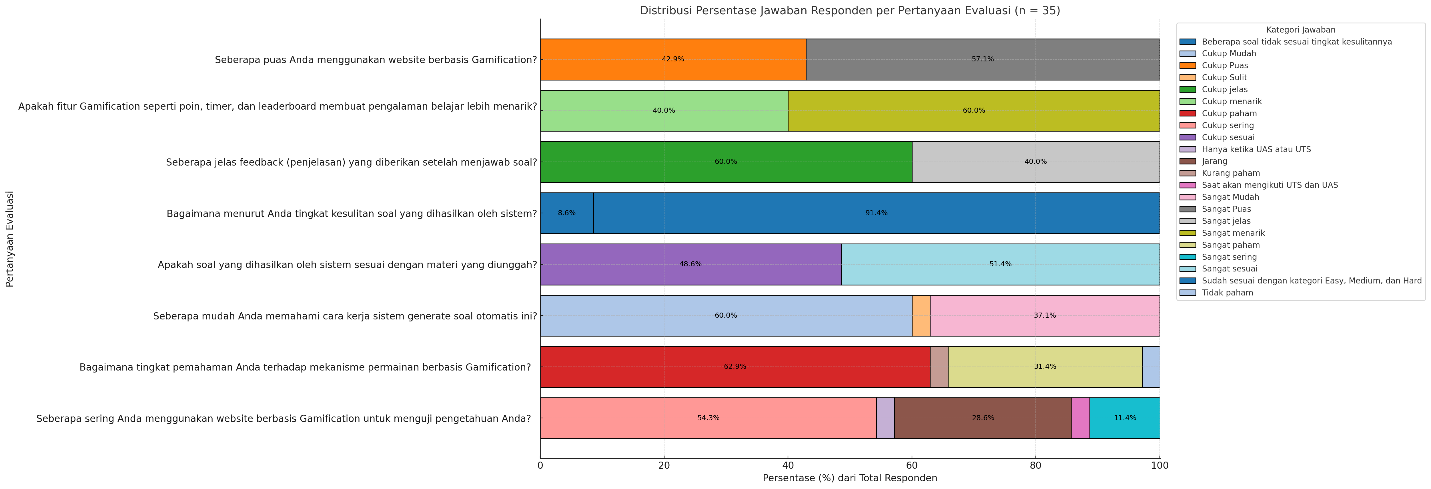 Distribusi Persentase Jawaban Responden per Pertanyaan Evaluasi (n = 35)
Pertanyaan Evaluasi
Seberapa puas Anda menggunakan website berbasis Gamification?
42.9%
57.1%
Apakah fitur Gamification seperti poin, timer, dan leaderboard membuat pengalaman belajar lebih menarik?
40.0%
60.0%
Seberapa jelas feedback (penjelasan) yang diberikan setelah menjawab soal?
60.0%
40.0%
Bagaimana menurut Anda tingkat kesulitan soal yang dihasilkan oleh sistem?
8.6%
91.4%
Apakah soal yang dihasilkan oleh sistem sesuai dengan materi yang diunggah?
48.6%
51.4%
Seberapa mudah Anda memahami cara kerja sistem generate soal otomatis ini?
60.0%
37.1%
Bagaimana tingkat pemahaman Anda terhadap mekanisme permainan berbasis Gamification?
62.9%
31.4%
Seberapa sering Anda menggunakan website berbasis Gamification untuk menguji pengetahuan Anda?
54.3%
28.6%
11.4%
0
20
40
60
80
100
Persentase (%) dari Total Responden
Kategori Jawaban
Beberapa soal tidak sesuai tingkat kesulitannya
Cukup Mudah
Cukup Puas
Cukup Sulit
Cukup jelas
Cukup menarik
Cukup paham
Cukup sering
Cukup sesuai
Hanya ketika UAS atau UTS
Jarang
Kurang paham
Saat akan mengikuti UTS dan UAS
Sangat Mudah
Sangat Puas
Sangat jelas
Sangat menarik
Sangat paham
Sangat sering
Sangat sesuai
Sudah sesuai dengan kategori Easy, Medium, dan Hard
Tidak paham